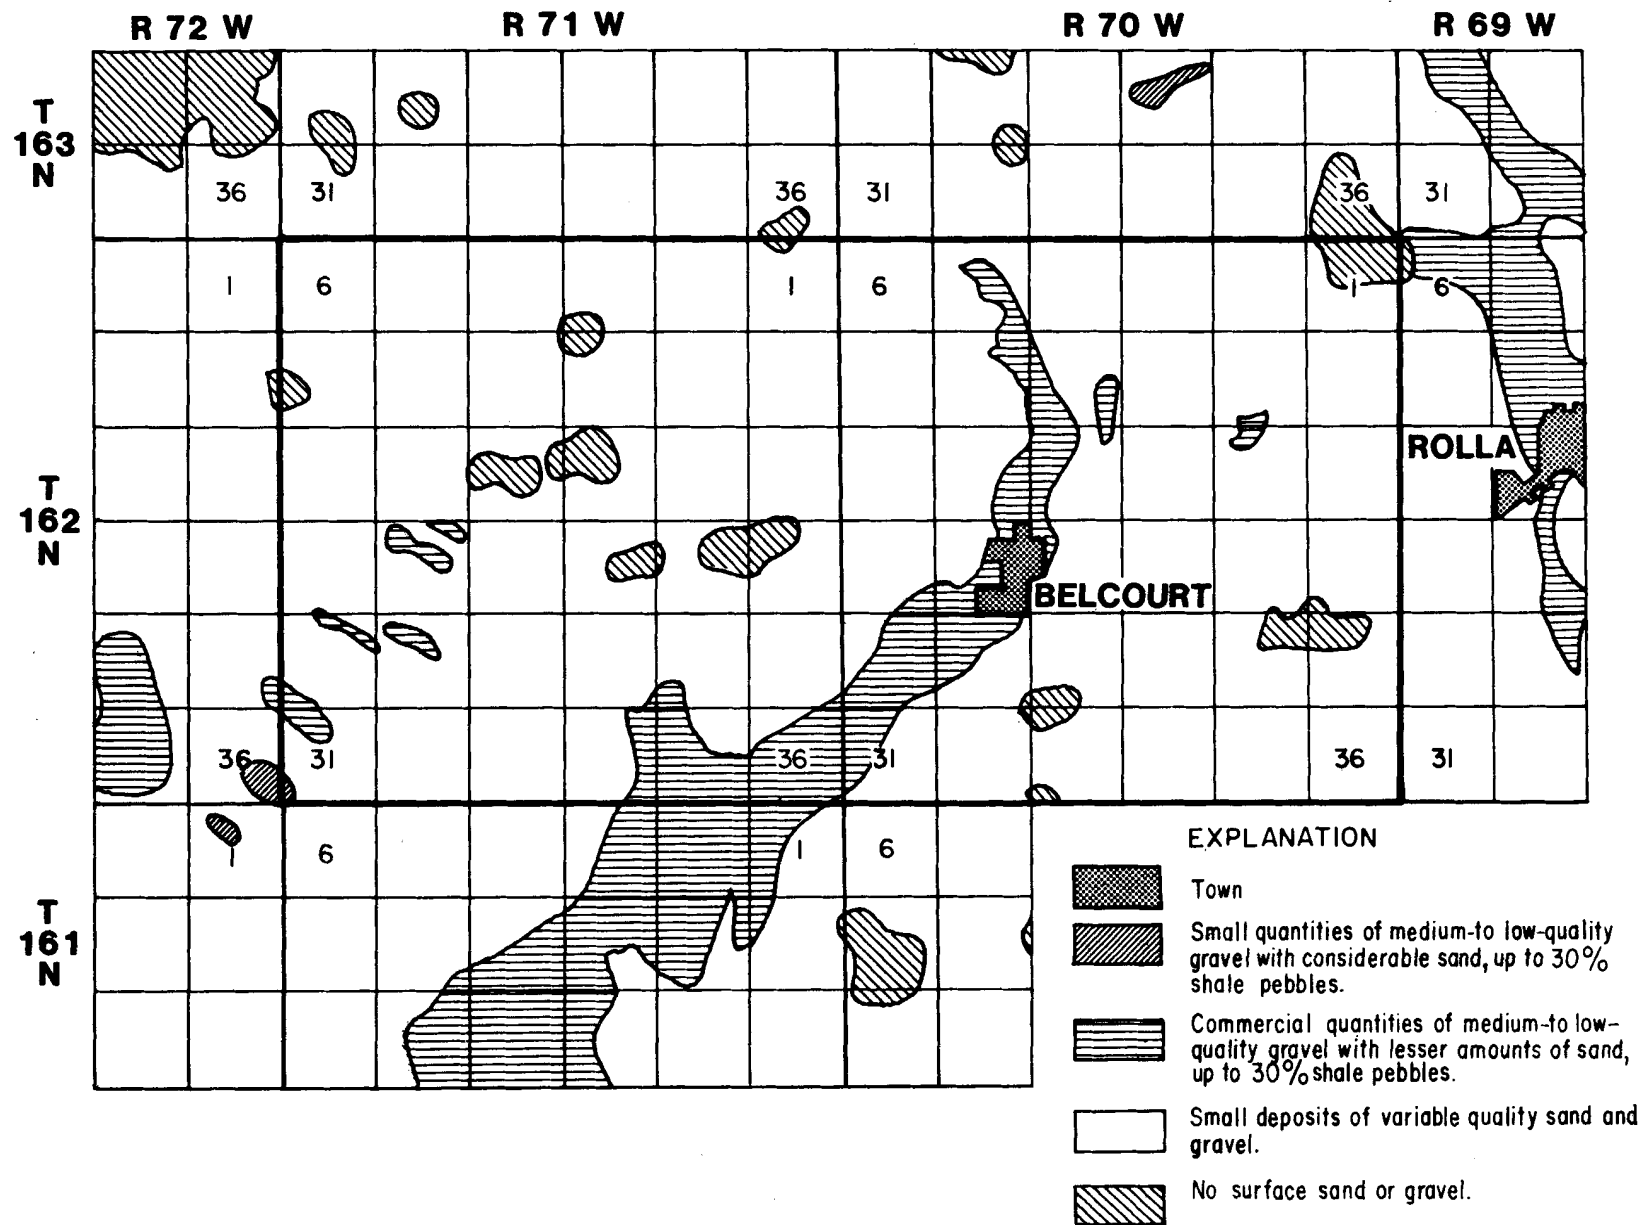 R 72 W R 71 W R 70 W R 69 W
T
163
N
36 31 36 31 36 31
1 6 1 6 1 6
ROLLA
T
162
N
BELCOURT
36 31 36 31 36 31
1 6 1 6
T
161
N
EXPLANATION
Town
Small quantities of medium-to low-quality
gravel with considerable sand, up to 30%
shale pebbles.
Commercial quantities of medium-to low-
quality gravel with lesser amounts of sand,
up to 30% shale pebbles.
Small deposits of variable quality sand and
gravel.
No surface sand or gravel.